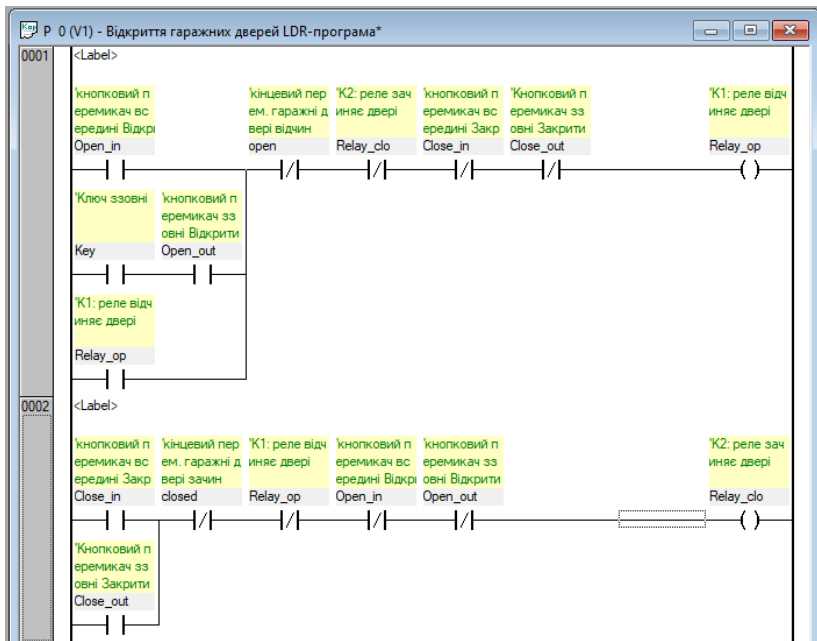 P 0 (V1) - Відкриття гаражних дверей LDR-програма*
0001
<Label>
'кнопковий п
еремикач вс
ередині Відкри
Open_in
'кінцевий пер
ем. гаражні д
вері відчин
open
'K2: реле зач
иняє двері
Relay_clo
'кнопковий п
еремикач вс
ередині Закр
Close_in
'Кнопковий п
еремикач зз
овні Закрити
Close_out
'K1: реле відч
иняє двері
Relay_op
'Ключ ззовні
Key
'кнопковий п
еремикач зз
овні Відкрити
Open_out
'K1: реле відч
иняє двері
Relay_op
0002
<Label>
'кнопковий п
еремикач вс
ередині Закр
Close_in
'кінцевий пер
ем. гаражні д
вері зачин
closed
'K1: реле відч
иняє двері
Relay_op
'кнопковий п
еремикач вс
ередині Відкри
Open_in
'кнопковий п
еремикач зз
овні Відкрити
Open_out
'K2: реле зач
иняє двері
Relay_clo
'Кнопковий п
еремикач зз
овні Закрити
Close_out